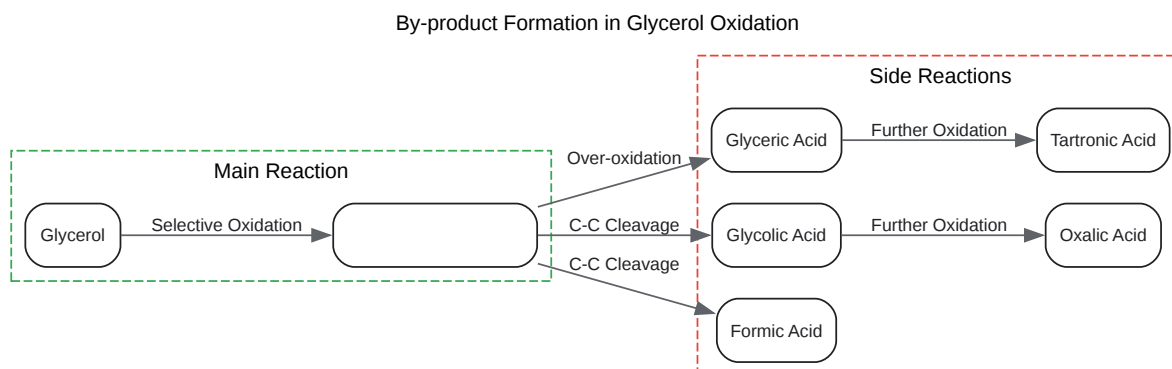 By-product Formation in Glycerol Oxidation
Side Reactions
Glyceric Acid
Further Oxidation
Tartronic Acid
Over-oxidation
Main Reaction
Glycerol
Selective Oxidation
C-C Cleavage
Glycolic Acid
Further Oxidation
Oxalic Acid
C-C Cleavage
Formic Acid